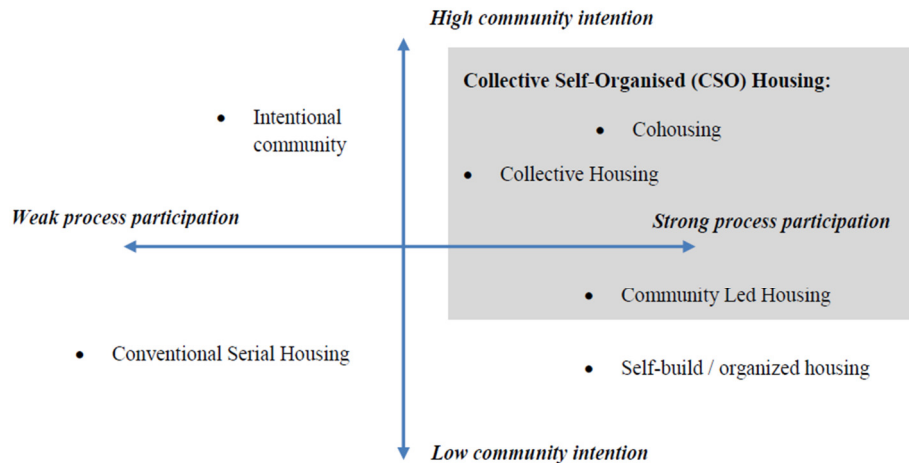 High community intention
Collective Self-Organised (CSO) Housing:
• Intentional
community
• Cohousing
• Collective Housing
Weak process participation
Strong process participation
• Community Led Housing
• Conventional Serial Housing
• Self-build / organized housing
Low community intention